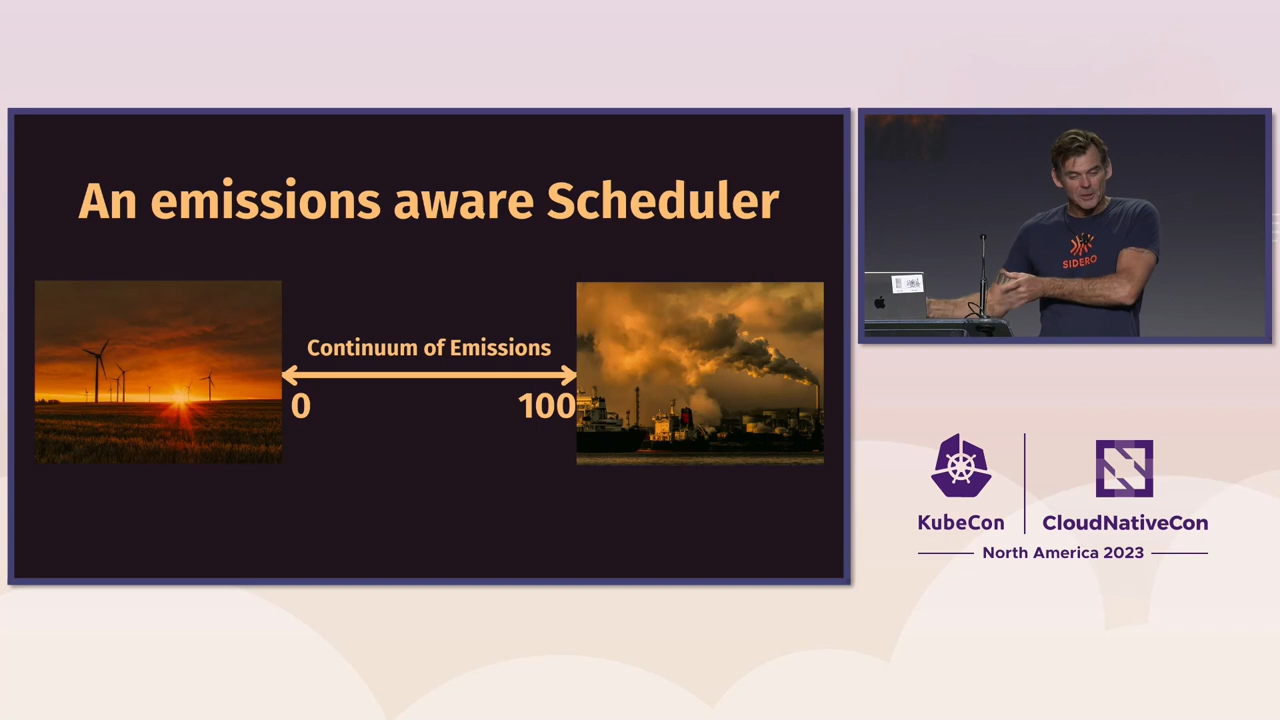 An emissions aware Scheduler
Continuum of Emissions
0
100
SIDERO
KubeCon
CloudNativeCon
North America 2023